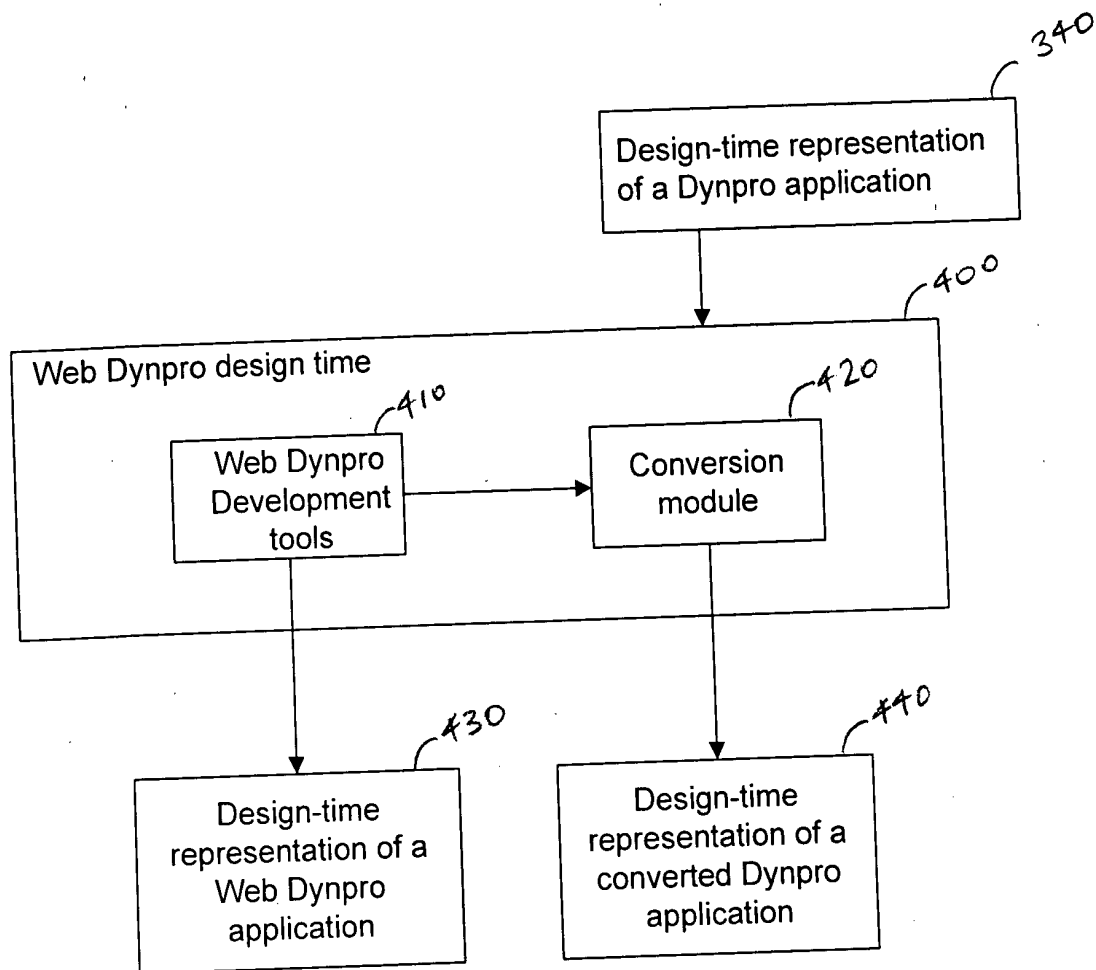 340
Design-time representation
of a Dynpro application
400
Web Dynpro design time
410
420
Web Dynpro
Development
tools
Conversion
module
430
440
Design-time
representation of a
Web Dynpro
application
Design-time
representation of a
converted Dynpro
application